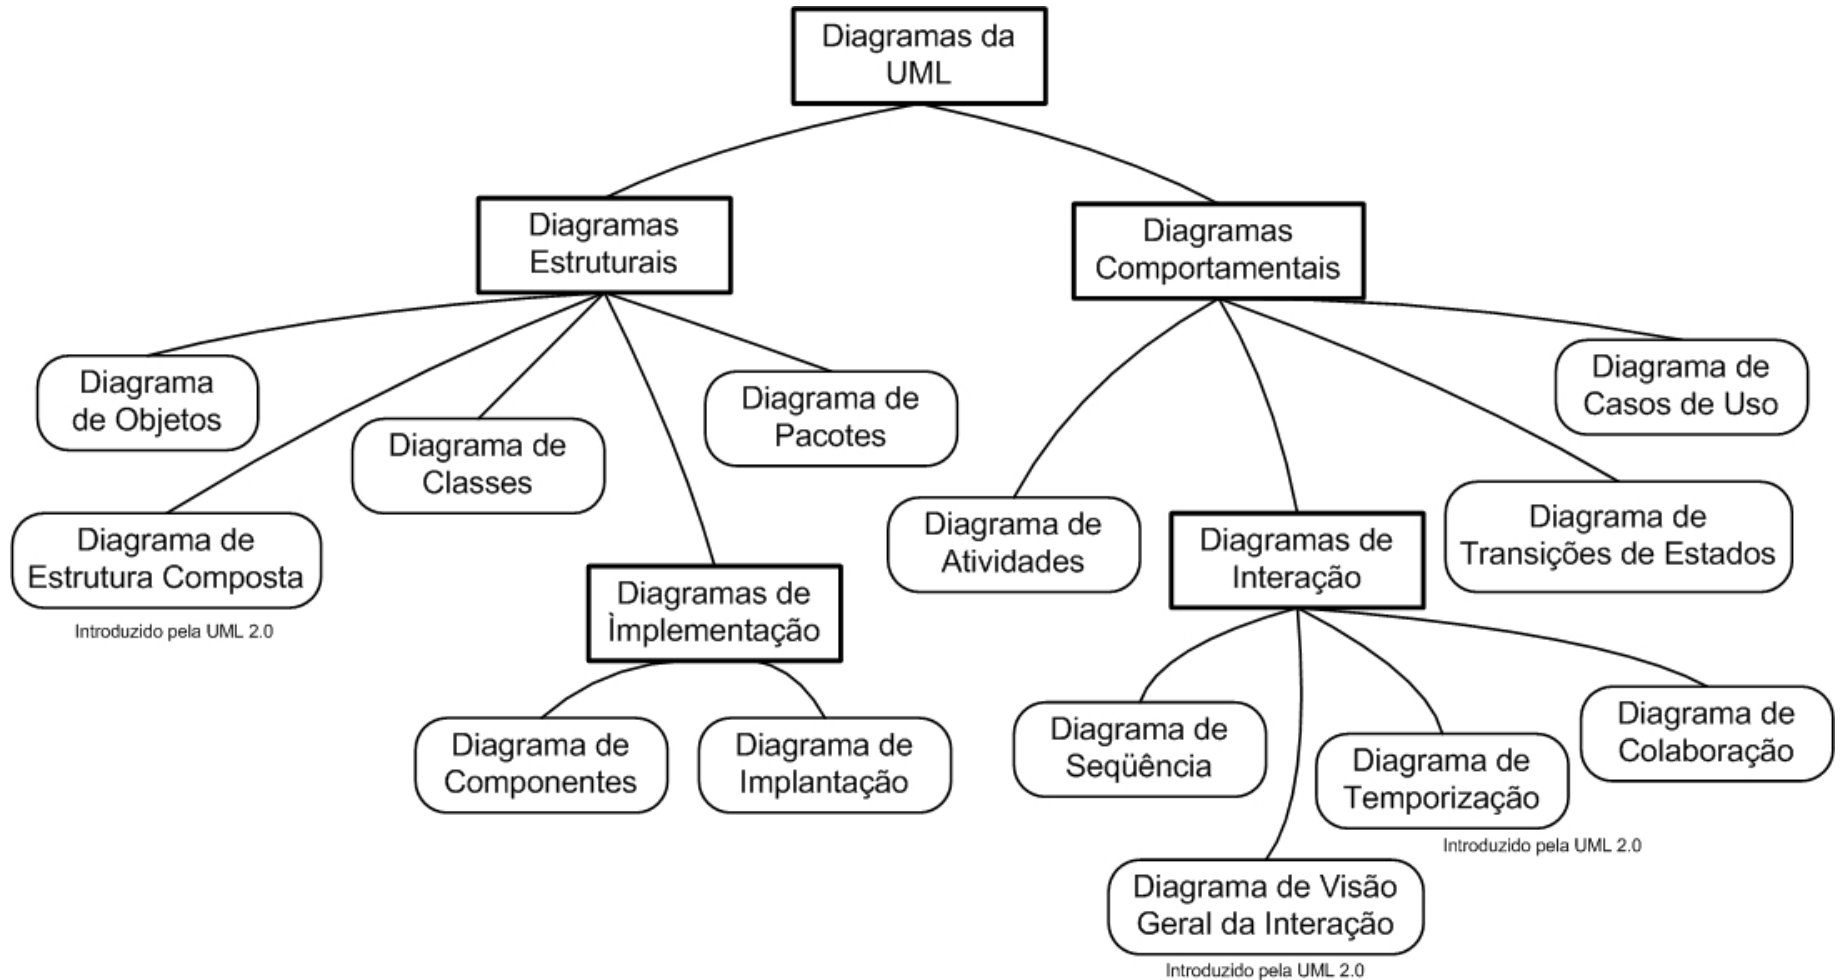 Diagramas da
UML
Diagramas
Estruturais
Diagramas
Comportamentais
Diagrama
de Objetos
Diagrama de
Estrutura Composta
Introduzido pela UML 2.0
Diagrama de
Classes
Diagrama de
Pacotes
Diagramas de
Ìmplementação
Diagrama de
Componentes
Diagrama de
Implantação
Diagrama de
Atividades
Diagramas de
Interação
Diagrama de
Transições de Estados
Diagrama de
Casos de Uso
Diagrama de
Seqüência
Diagrama de Visão
Geral da Interação
Introduzido pela UML 2.0
Diagrama de
Temporização
Introduzido pela UML 2.0
Diagrama de
Colaboração